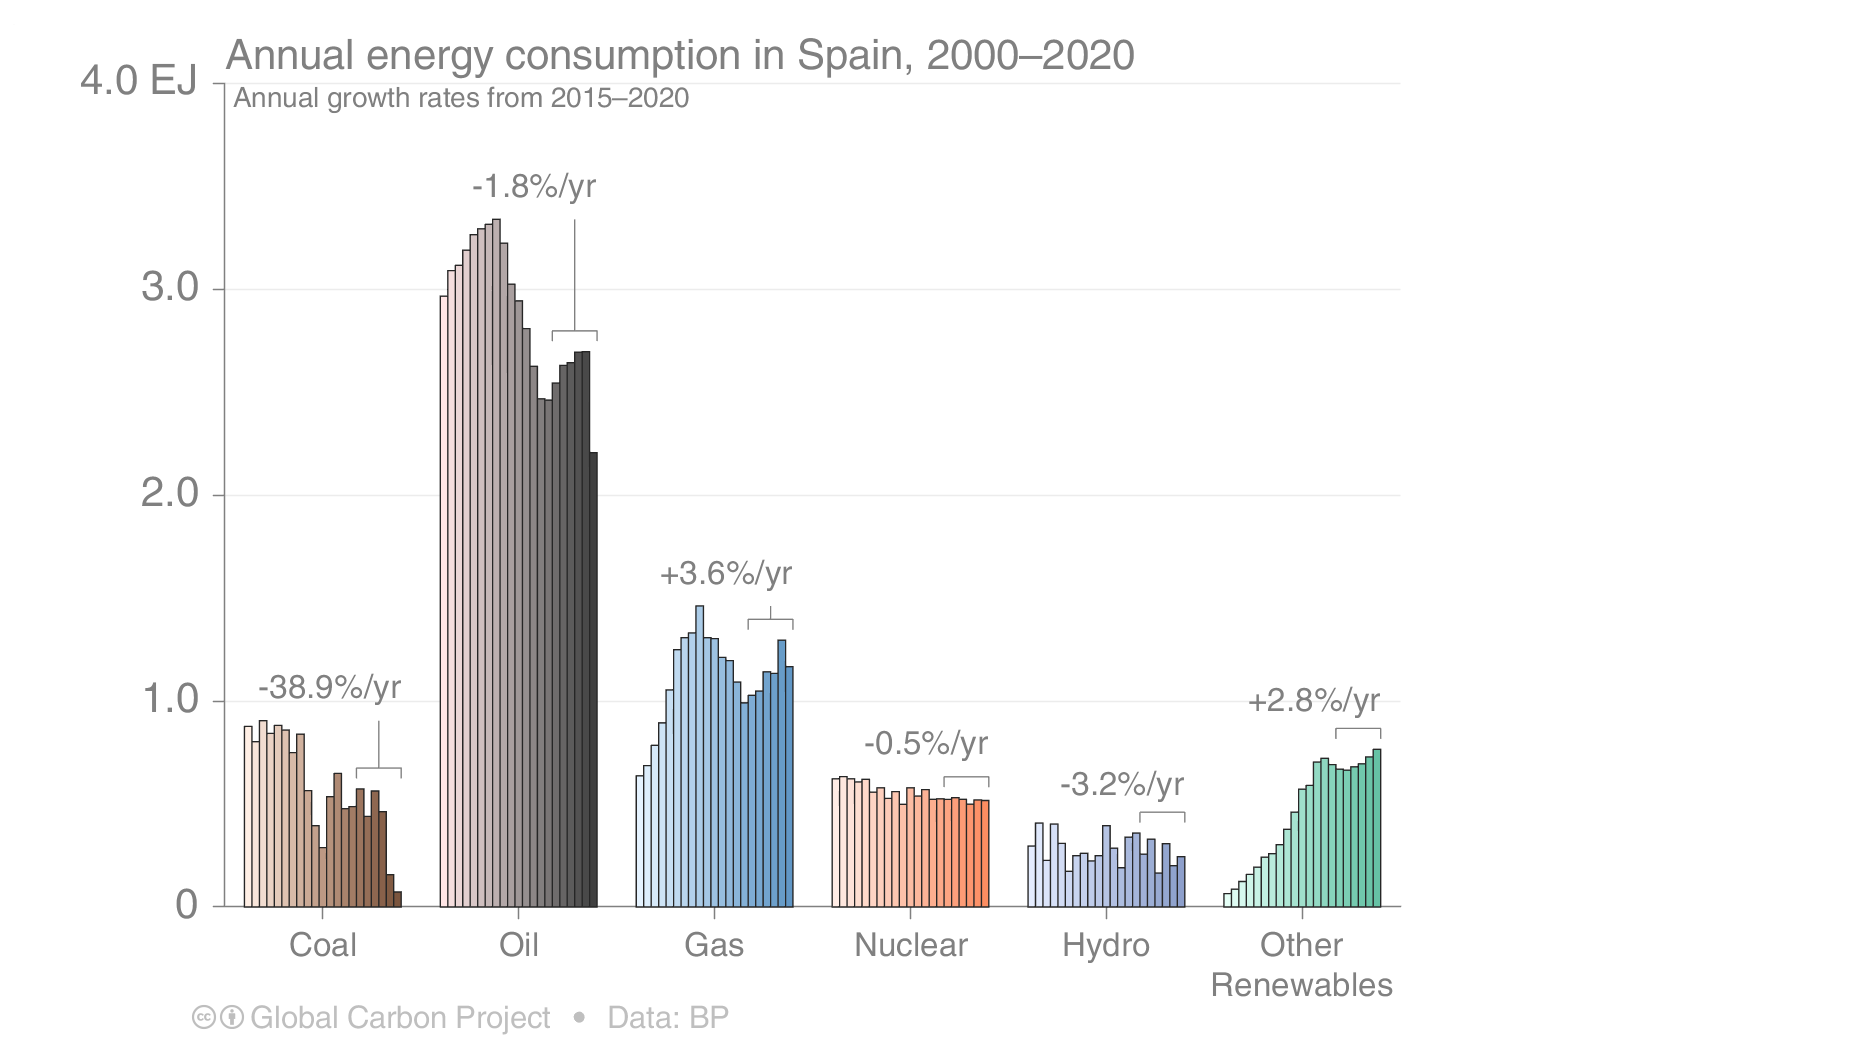 Annual energy consumption in Spain, 2000–2020
4.0 EJ
Annual growth rates from 2015–2020
-1.8%/yr
3.0
2.0
+3.6%/yr
-38.9%/yr
1.0
-0.5%/yr
+2.8%/yr
-3.2%/yr
0
Coal
Oil
Gas
Nuclear
Hydro
Other
Renewables
cc Global Carbon Project • Data: BP